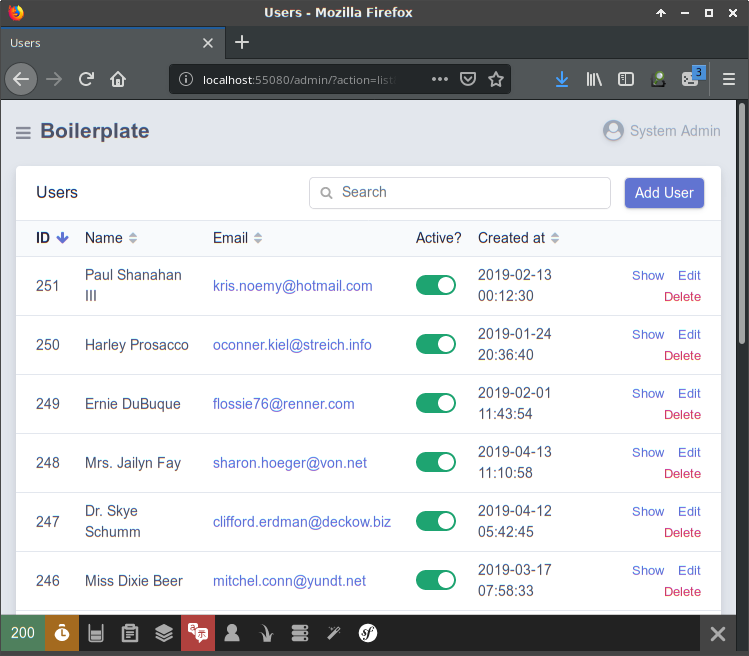 Users - Mozilla Firefox
Users
localhost:55080/admin/?action=list
3
Boilerplate
System Admin
Users
Search
Add User
ID Name Email Active? Created at
251 Paul Shanahan III kris.noemy@hotmail.com 2019-02-13 00:12:30 Show Edit Delete
250 Harley Prosacco oconner.kiel@streich.info 2019-01-24 20:36:40 Show Edit Delete
249 Ernie DuBuque flossie76@renner.com 2019-02-01 11:43:54 Show Edit Delete
248 Mrs. Jailyn Fay sharon.hoeger@von.net 2019-04-13 11:10:58 Show Edit Delete
247 Dr. Skye Schumm clifford.erdman@deckow.biz 2019-04-12 05:42:45 Show Edit Delete
246 Miss Dixie Beer mitchel.conn@yundt.net 2019-03-17 07:58:33 Show Edit Delete
200
sf